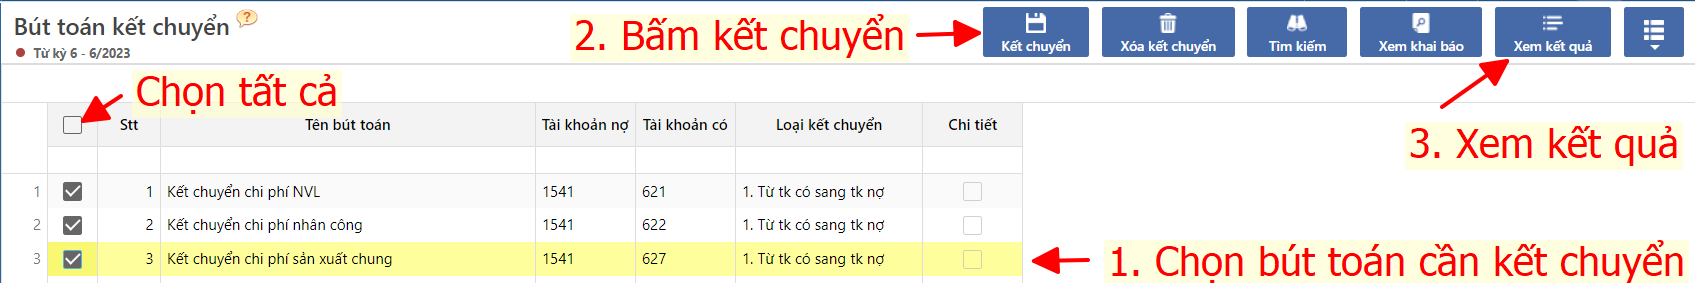 Bút toán kết chuyển ?
Từ kỳ 6 - 6/2023
2. Bấm kết chuyển
Kết chuyển
Xóa kết chuyển
Tìm kiếm
Xem khai báo
Xem kết quả
Chọn tất cả
3. Xem kết quả
Stt Tên bút toán Tài khoản nợ Tài khoản có Loại kết chuyển Chi tiết
1 1 Kết chuyển chi phí NVL 1541 621 1. Từ tk có sang tk nợ
2 2 Kết chuyển chi phí nhân công 1541 622 1. Từ tk có sang tk nợ
3 3 Kết chuyển chi phí sản xuất chung 1541 627 1. Từ tk có sang tk nợ
1. Chọn bút toán cần kết chuyển